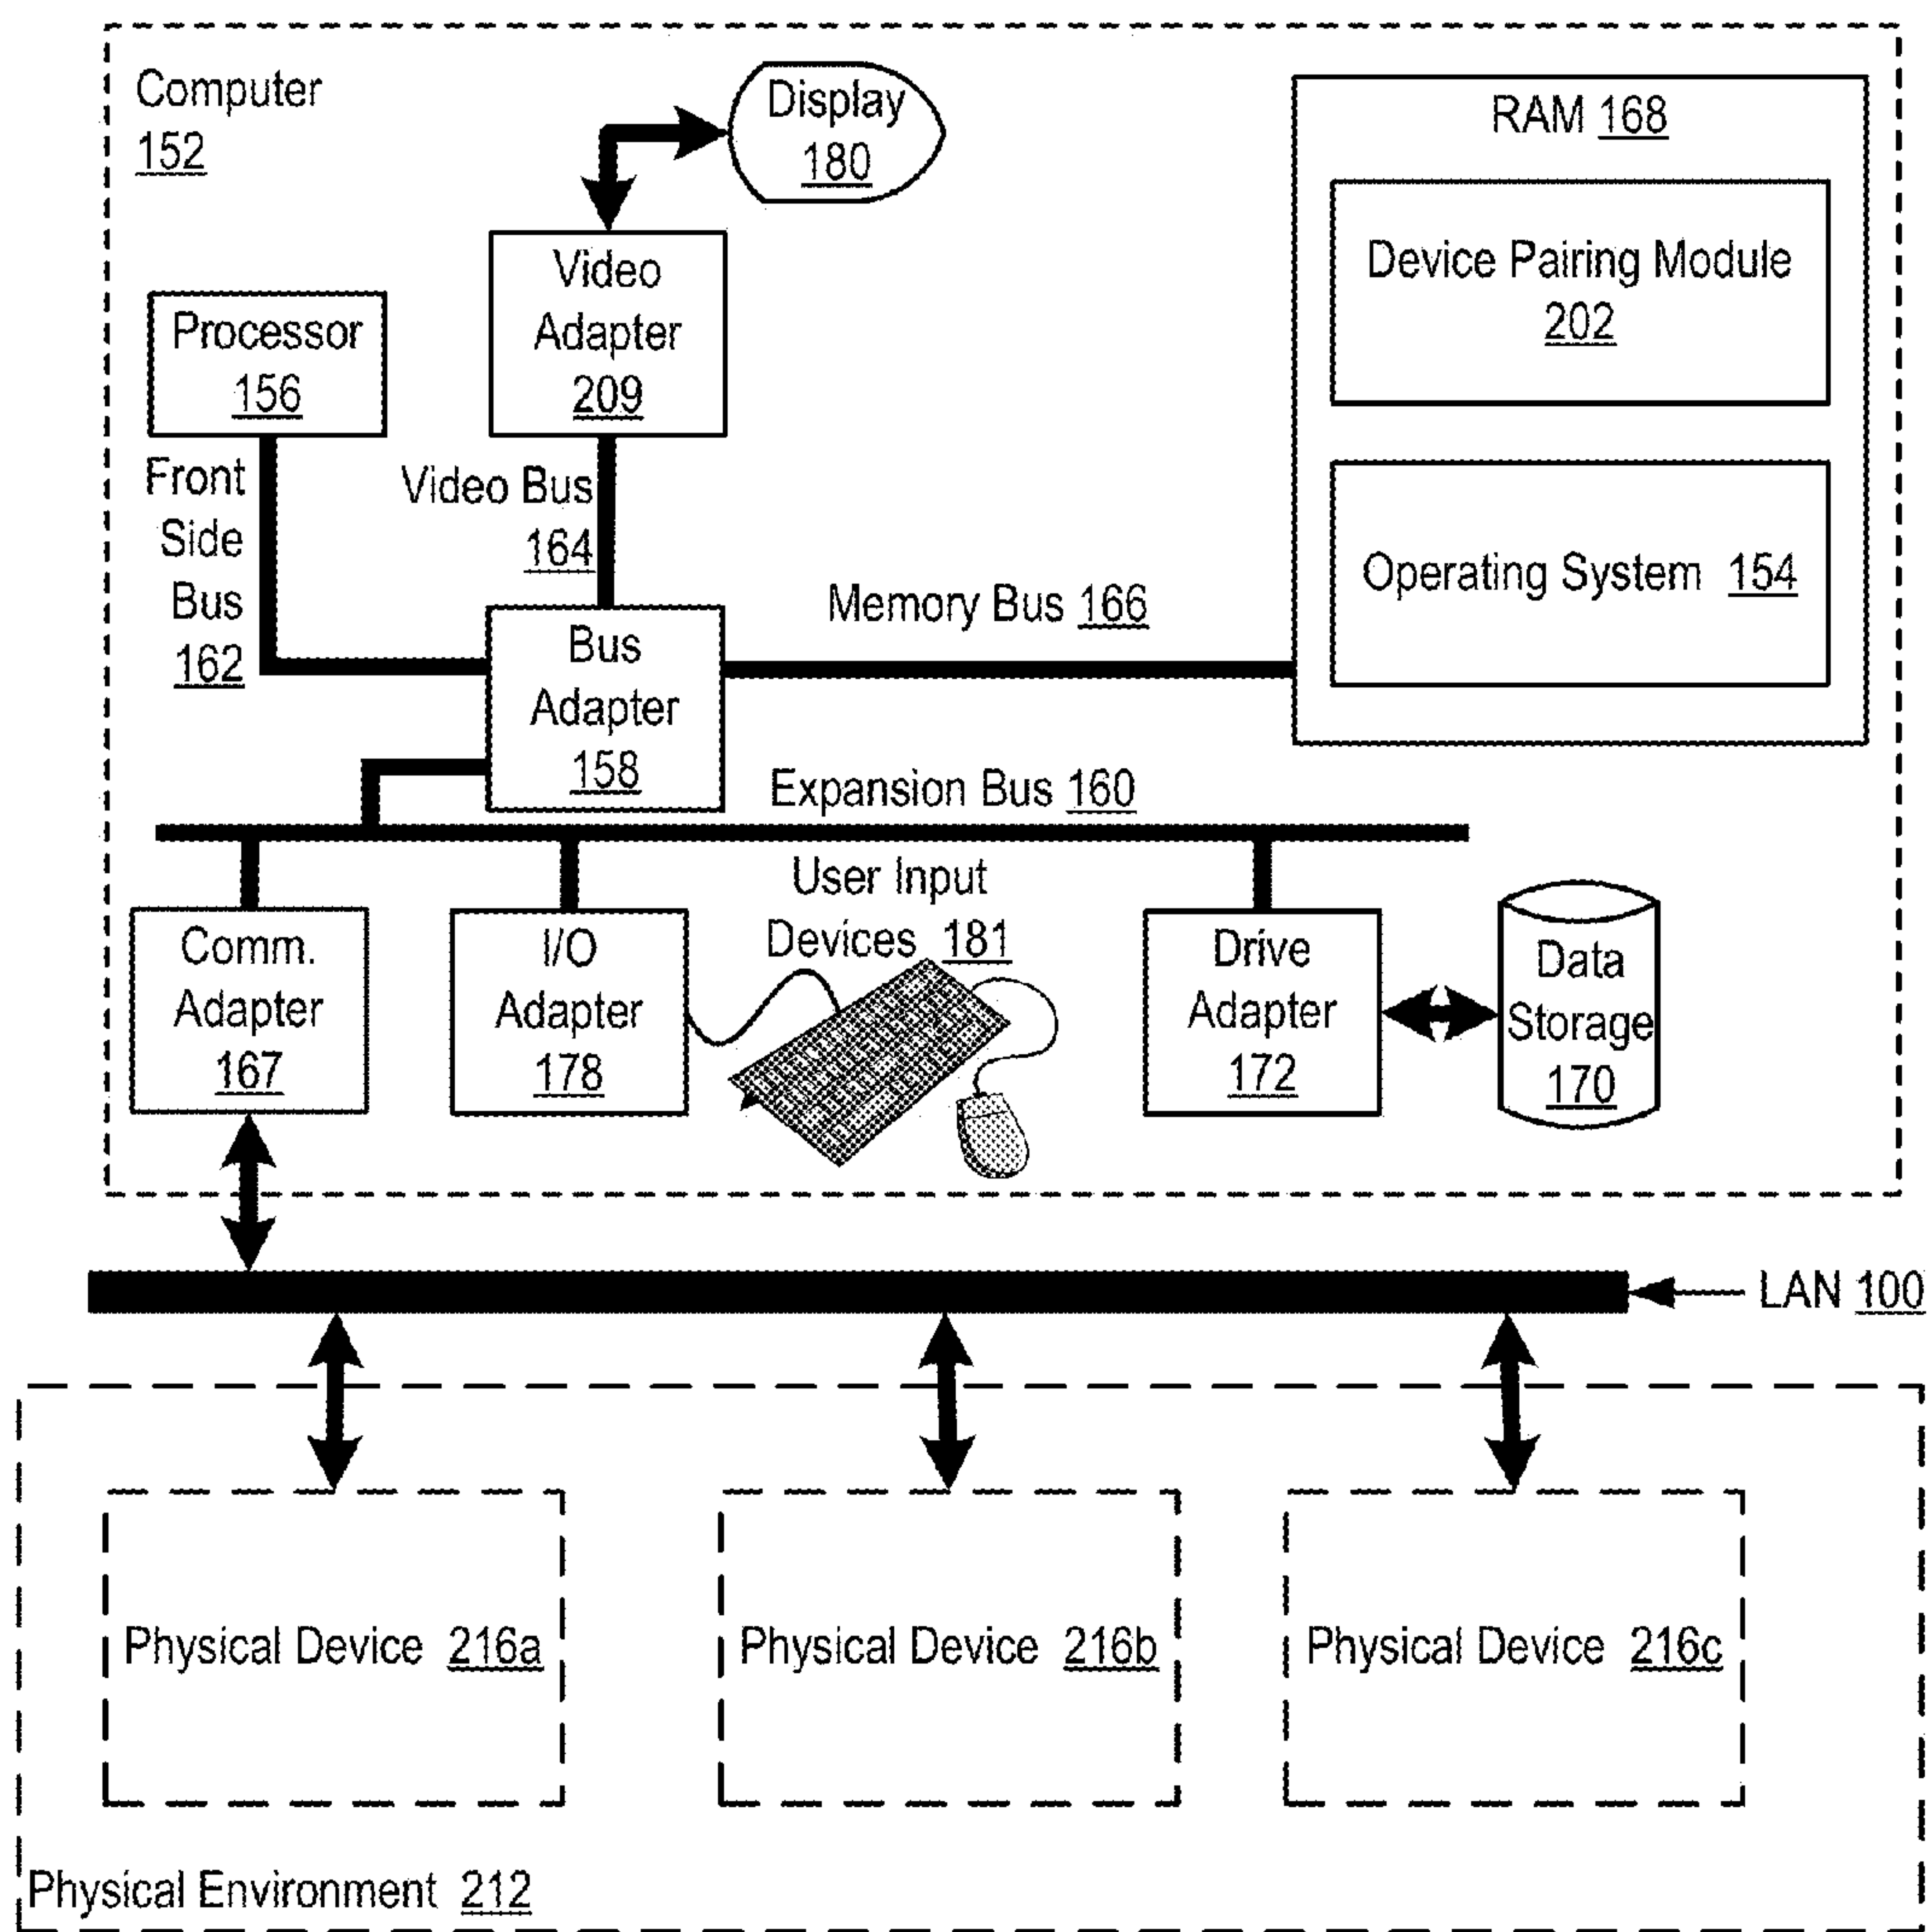 Computer
152
Display
180
RAM 168
Device Pairing Module
202
Operating System 154
Video
Adapter
209
Processor
156
Front
Side
Bus
162
Video Bus
164
Memory Bus 166
Bus
Adapter
158
Expansion Bus 160
Comm.
Adapter
167
I/O
Adapter
178
User Input
Devices 181
Drive
Adapter
172
Data
Storage
170
LAN 100
Physical Device 216a
Physical Device 216b
Physical Device 216c
Physical Environment 212